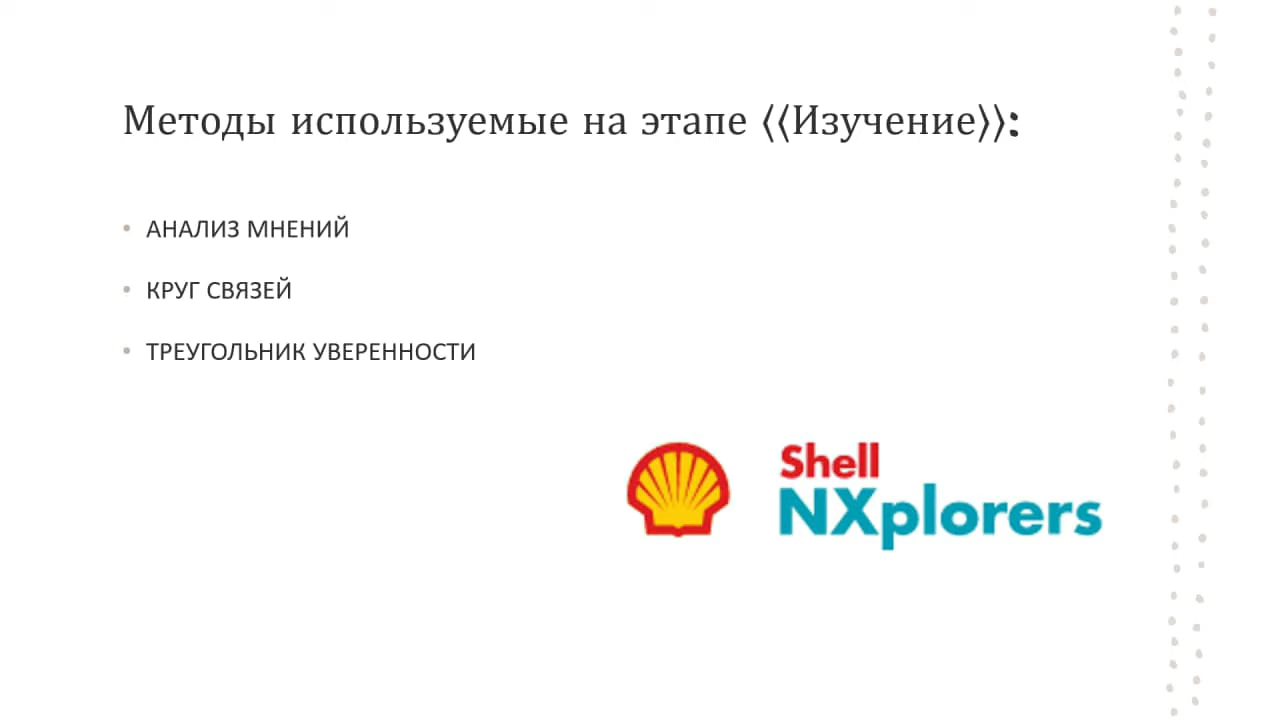 Методы используемые на этапе ⟨⟨Изучение⟩⟩:
• АНАЛИЗ МНЕНИЙ
• КРУГ СВЯЗЕЙ
• ТРЕУГОЛЬНИК УВЕРЕННОСТИ
Shell
NXplorers